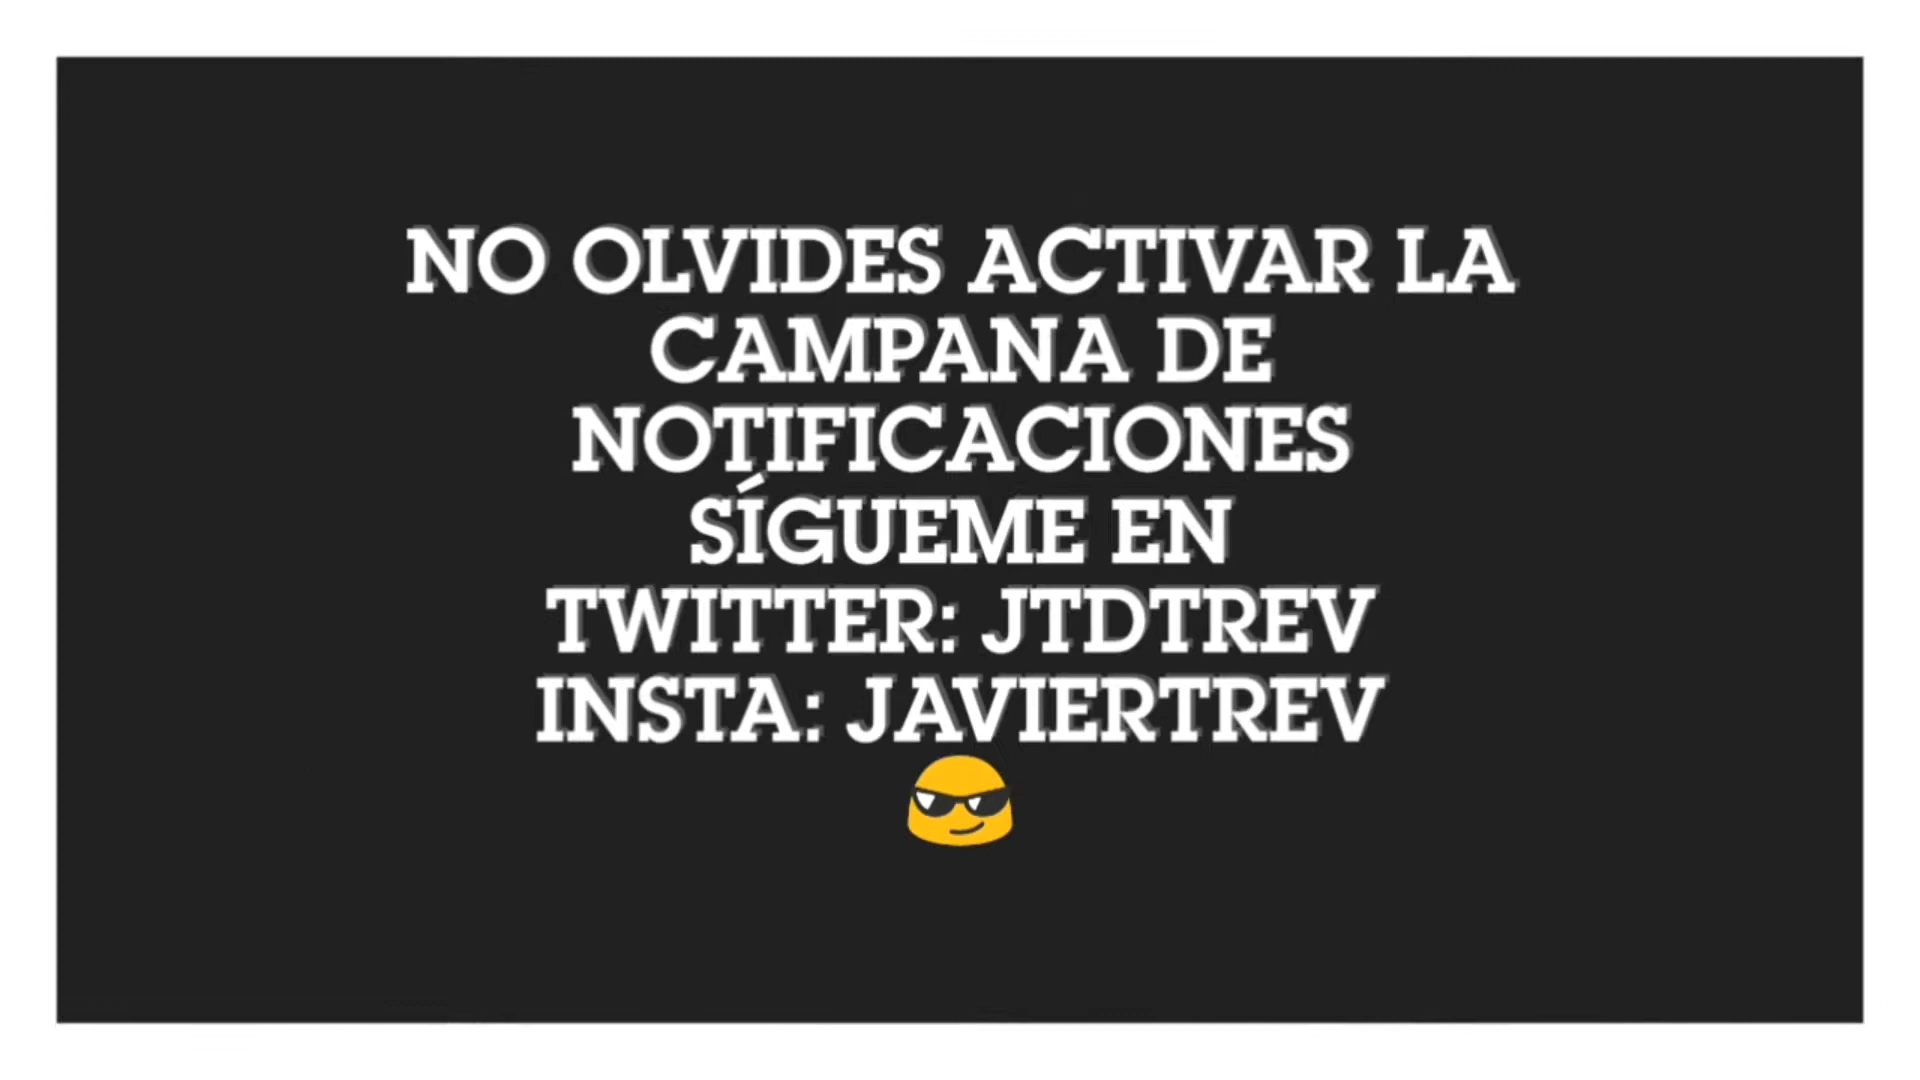 NO OLVIDES ACTIVAR LA
CAMPANA DE
NOTIFICACIONES
SÍGUEME EN
TWITTER: JTDTREV
INSTA: JAVIERTREV